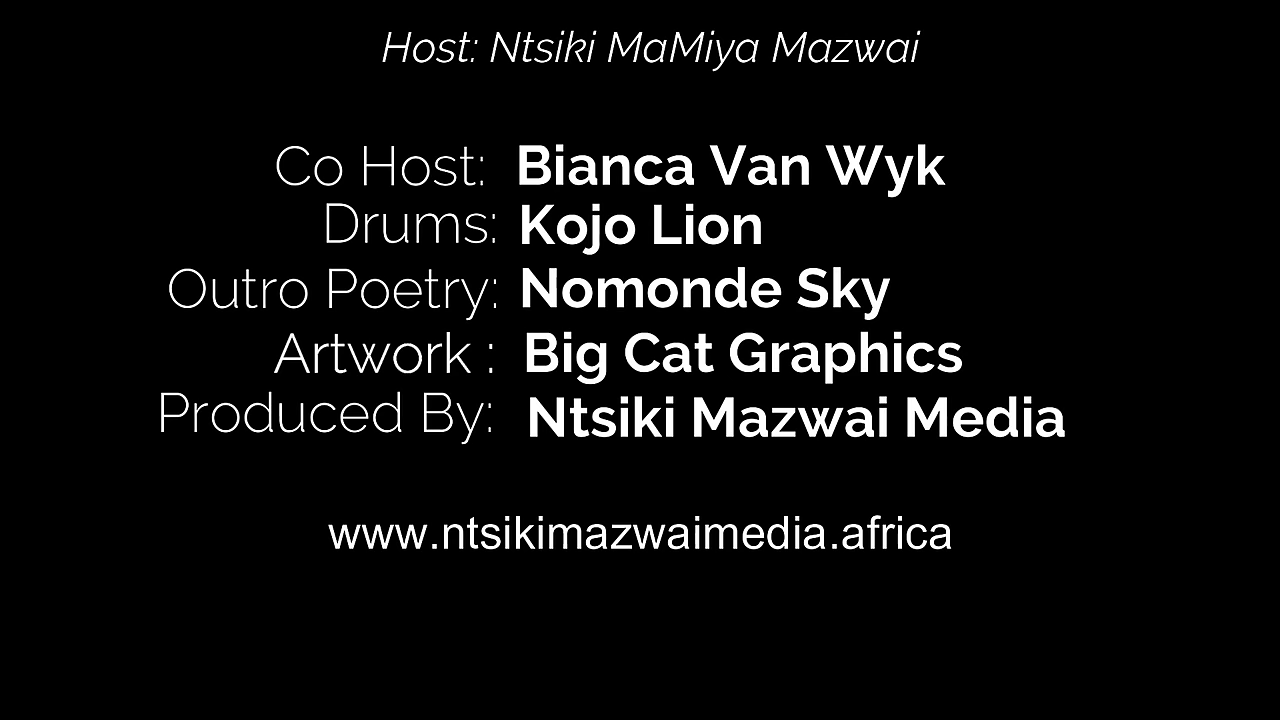 Host: Ntsiki MaMiya Mazwai
Co Host: Bianca Van Wyk
Drums: Kojo Lion
Outro Poetry: Nomonde Sky
Artwork : Big Cat Graphics
Produced By: Ntsiki Mazwai Media
www.ntsikimazwaimedia.africa